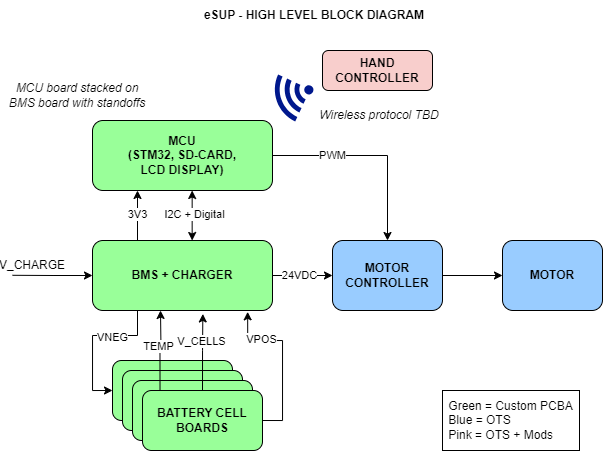 eSUP - HIGH LEVEL BLOCK DIAGRAM
HAND
CONTROLLER
MCU board stacked on
BMS board with standoffs
Wireless protocol TBD
MCU
(STM32, SD-CARD,
LCD DISPLAY)
PWM
3V3
I2C + Digital
V_CHARGE
BMS + CHARGER
24VDC
MOTOR
CONTROLLER
MOTOR
VNEG
TEMP
V_CELLS
VPOS
BATTERY CELL
BOARDS
Green = Custom PCBA
Blue = OTS
Pink = OTS + Mods